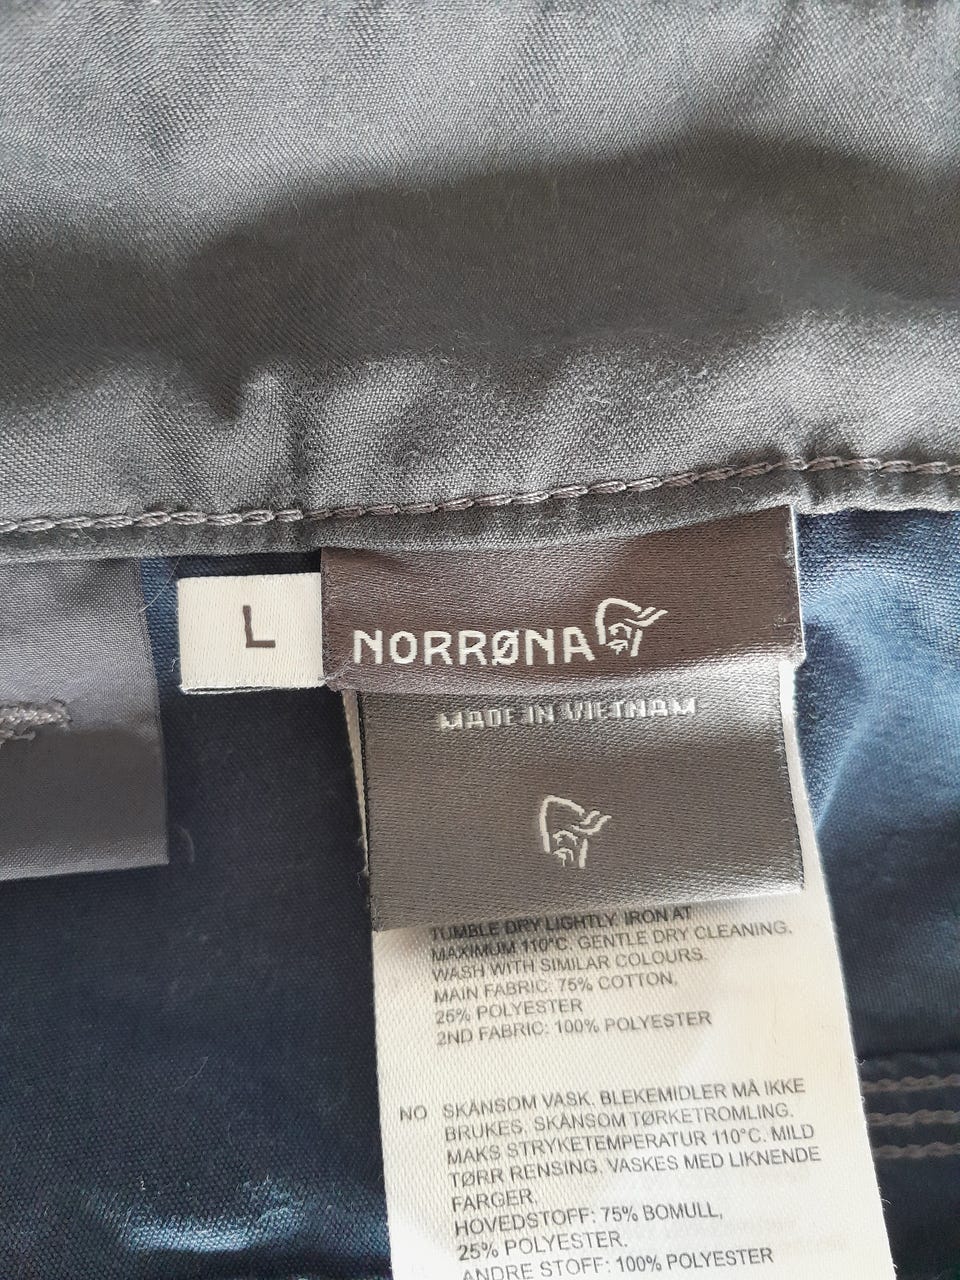 L
NORRØNA
MADE IN VIETNAM
TUMBLE DRY LIGHTLY. IRON AT
MAXIMUM 110°C. GENTLE DRY CLEANING.
WASH WITH SIMILAR COLOURS.
MAIN FABRIC: 75% COTTON,
25% POLYESTER
2ND FABRIC: 100% POLYESTER
NO SKÅNSOM VASK. BLEKEMIDLER MÅ IKKE
BRUKES. SKÅNSOM TØRKETROMLING.
MAKS STRYKETEMPERATUR 110°C. MILD
TØRR RENSING. VASKES MED LIKNENDE
FARGER.
HOVEDSTOFF: 75% BOMULL,
25% POLYESTER.
ANDRE STOFF: 100% POLYESTER